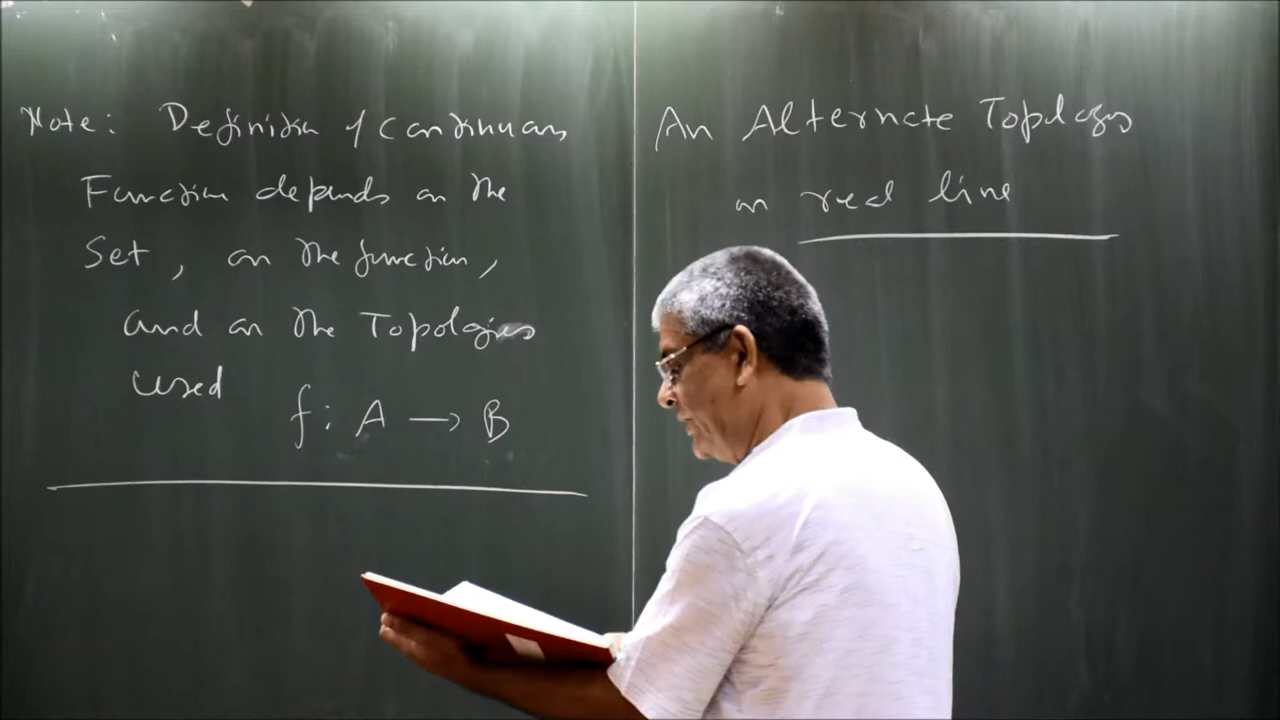 Note: Definition of Continuous
Function depends on the
Set, on the function,
and on the Topologies
used
f: A → B
An Alternate Topology
on real line